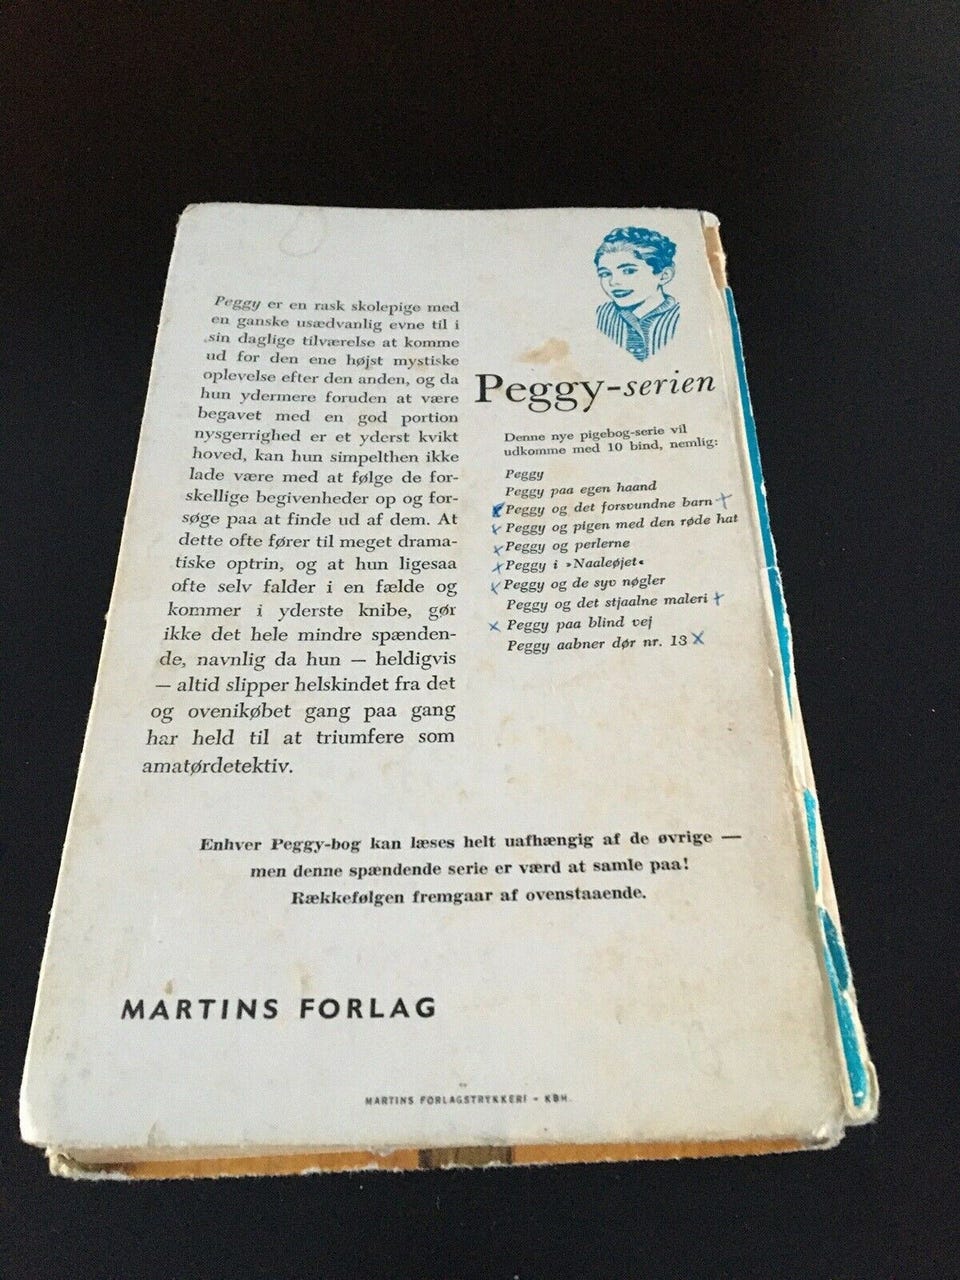 Peggy er en rask skolepige med
en ganske usædvanlig evne til i
sin daglige tilværelse at komme
ud for den ene højst mystiske
oplevelse efter den anden, og da
hun ydermere foruden at være
begavet med en god portion
nysgerrighed er et yderst kvikt
hoved, kan hun simpelthen ikke
lade være med at følge de for-
skellige begivenheder op og for-
søge paa at finde ud af dem. At
dette ofte fører til meget drama-
tiske optrin, og at hun ligesaa
ofte selv falder i en fælde og
kommer i yderste knibe, gør
ikke det hele mindre spænden-
de, navnlig da hun — heldigvis
— altid slipper helskindet fra det
og ovenikøbet gang paa gang
har held til at triumfere som
amatørdetektiv.
Peggy-serien
Denne nye pigebog-serie vil
udkomme med 10 bind, nemlig:
Peggy
Peggy paa egen haand
x Peggy og det forsvundne barn x
x Peggy og pigen med den røde hat
x Peggy og perlerne
x Peggy i »Naaleøjet«
x Peggy og de syv nøgler
Peggy og det stjaalne maleri x
x Peggy paa blind vej
Peggy aabner dør nr. 13 x
Enhver Peggy-bog kan læses helt uafhængig af de øvrige —
men denne spændende serie er værd at samle paa!
Rækkefølgen fremgaar af ovenstaaende.
MARTINS FORLAG
MARTINS FORLAGSTRYKKERI - KBH.